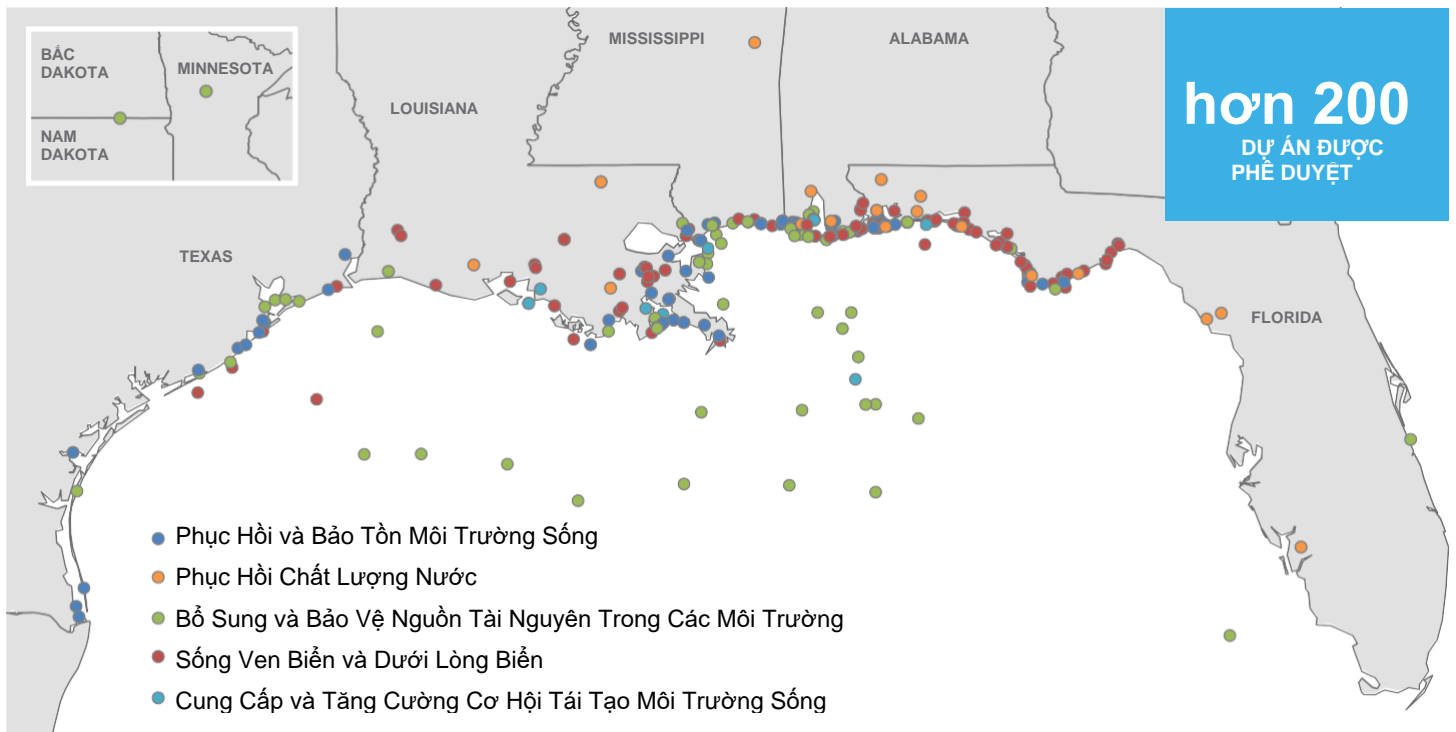 BẮC
DAKOTA
MINNESOTA
NAM
DAKOTA
MISSISSIPPI
ALABAMA
LOUISIANA
TEXAS
FLORIDA
hơn 200
DỰ ÁN ĐƯỢC
PHÊ DUYỆT
Phục Hồi và Bảo Tồn Môi Trường Sống
Phục Hồi Chất Lượng Nước
Bổ Sung và Bảo Vệ Nguồn Tài Nguyên Trong Các Môi Trường
Sống Ven Biển và Dưới Lòng Biển
Cung Cấp và Tăng Cường Cơ Hội Tái Tạo Môi Trường Sống